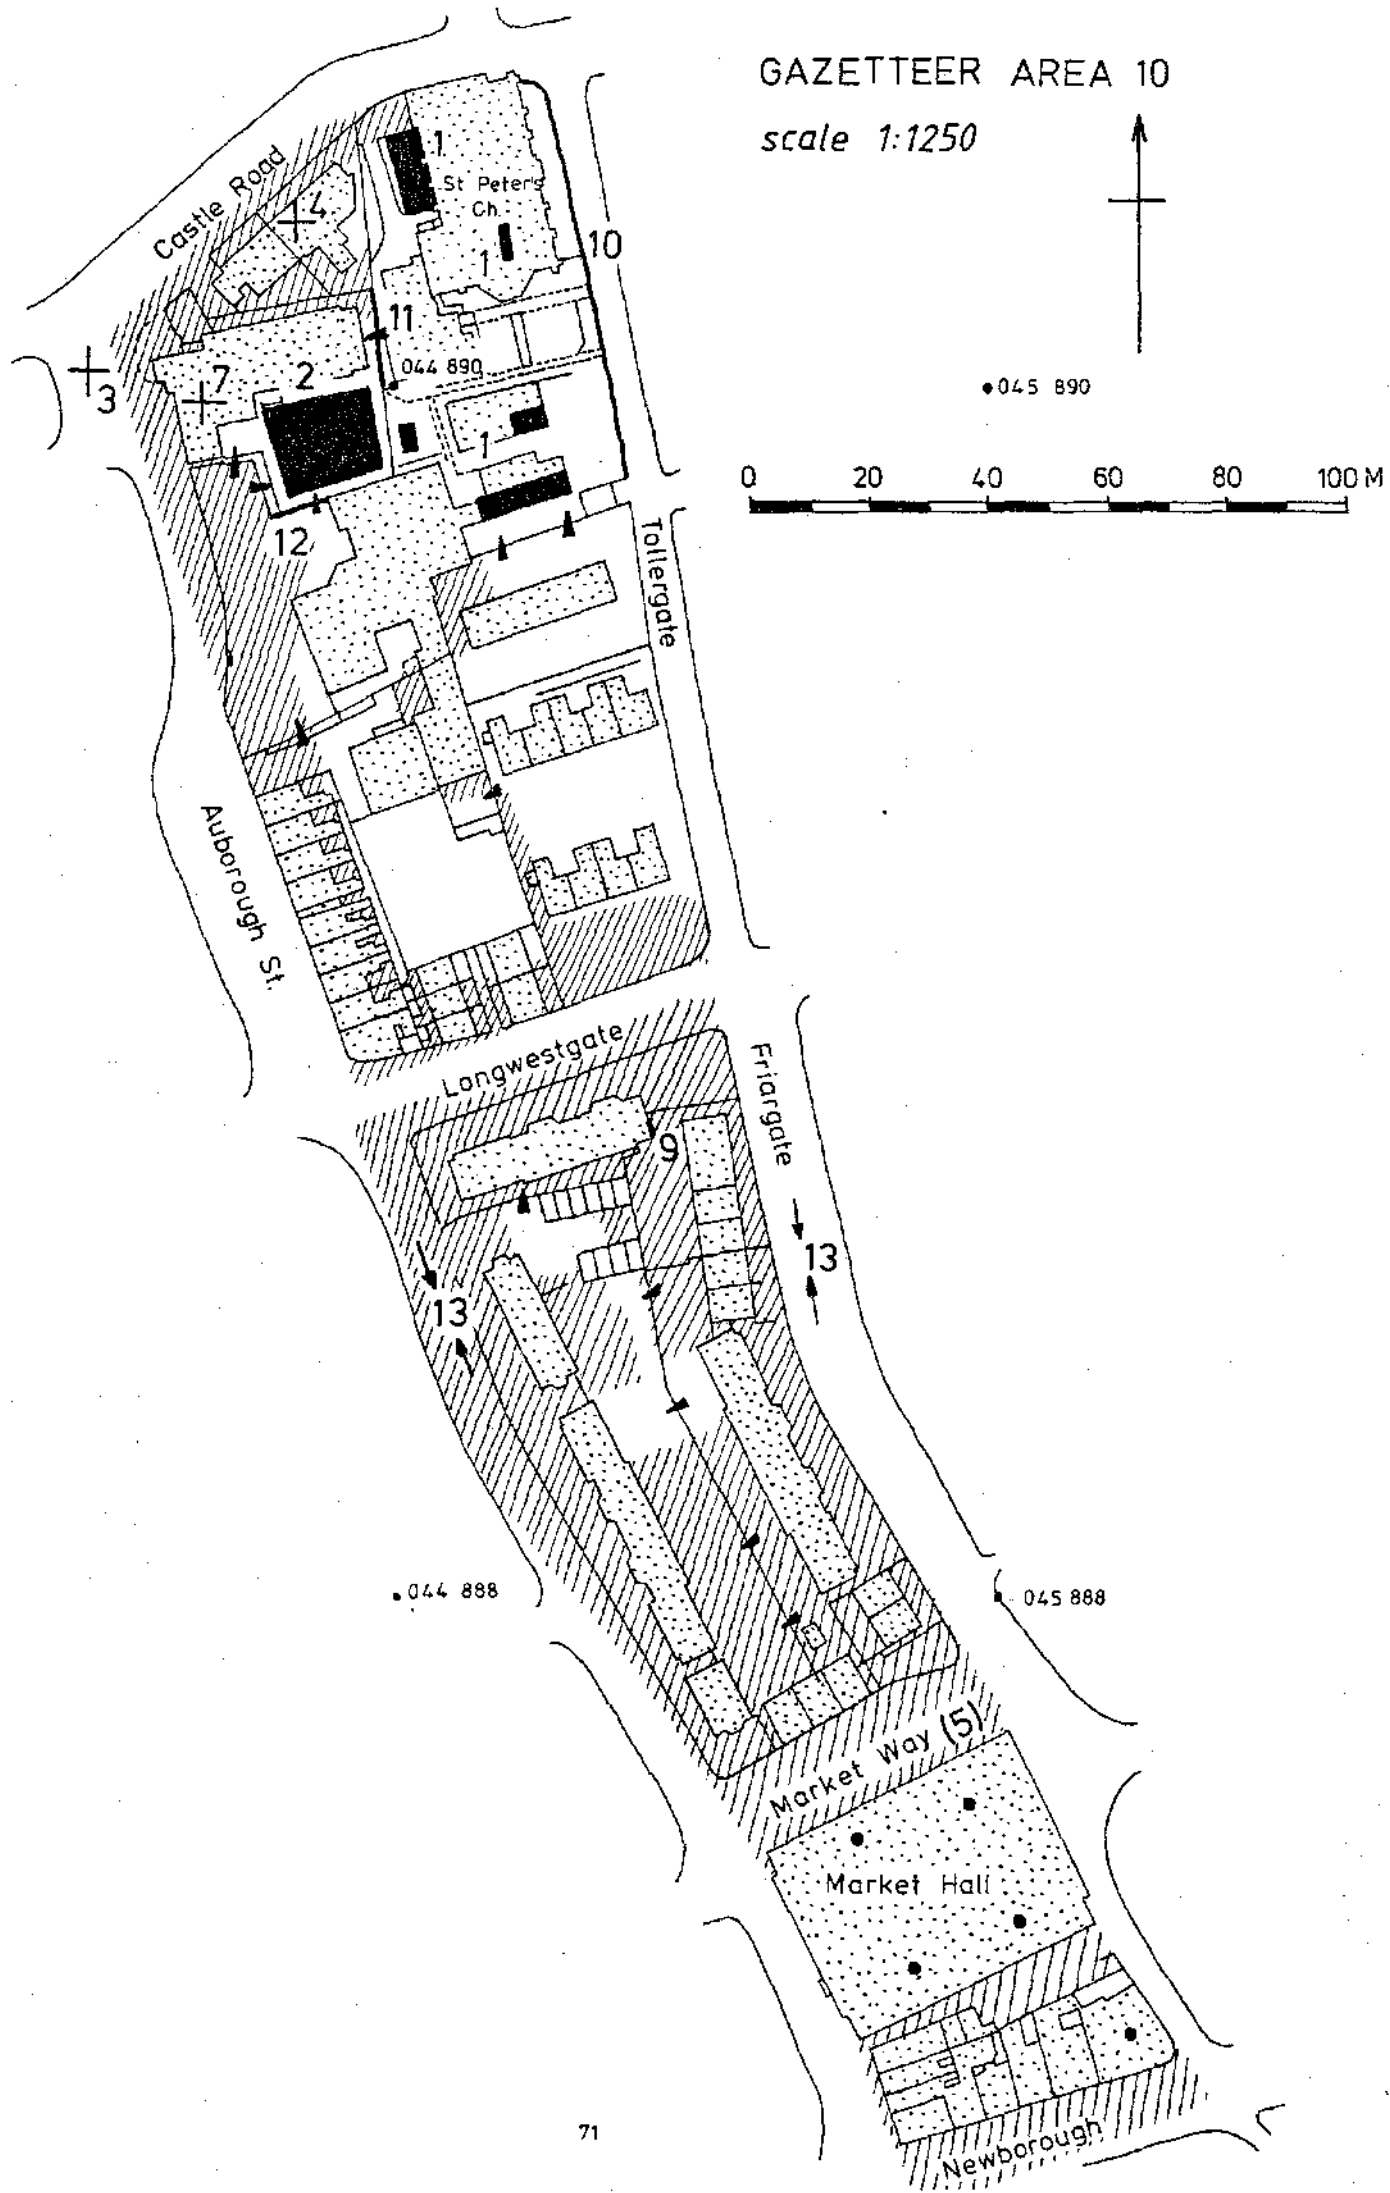 GAZETTEER AREA 10
scale 1:1250
Castle Road
1
St Peter's
Ch.
4
10
1
11
044 890
3
7
2
045 890
1
0 20 40 60 80 100 M
12
Tollergate
Auborough St.
Longwestgate
Friargate
9
13
13
044 888
045 888
Market Way (5)
Market Hall
71
Newborough